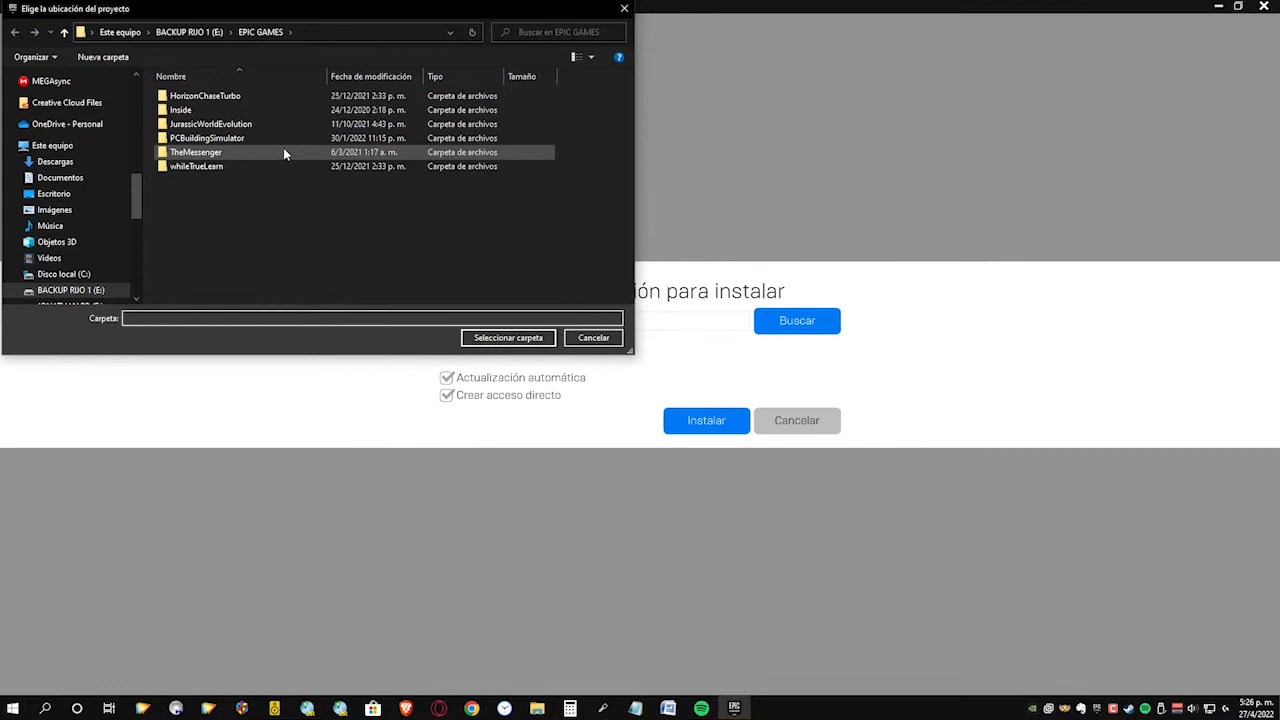 Elige la ubicación del proyecto
Este equipo > BACKUP RIJO 1 (E:) > EPIC GAMES >
Buscar en EPIC GAMES
Organizar
Nueva carpeta
Nombre Fecha de modificación Tipo Tamaño
HorizonChaseTurbo 25/12/2021 2:33 p. m. Carpeta de archivos
Inside 24/12/2020 2:18 p. m. Carpeta de archivos
JurassicWorldEvolution 11/10/2021 4:43 p. m. Carpeta de archivos
PCBuildingSimulator 30/1/2022 11:15 p. m. Carpeta de archivos
TheMessenger 6/3/2021 1:17 a. m. Carpeta de archivos
whileTrueLearn 25/12/2021 2:33 p. m. Carpeta de archivos
MEGAsync
Creative Cloud Files
OneDrive - Personal
Este equipo
Descargas
Documentos
Escritorio
Imágenes
Música
Objetos 3D
Vídeos
Disco local (C:)
BACKUP RIJO 1 (E:)
Carpeta:
Seleccionar carpeta
Cancelar
ión para instalar
Buscar
Actualización automática
Crear acceso directo
Instalar
Cancelar
EPIC
5:26 p. m.
27/4/2022